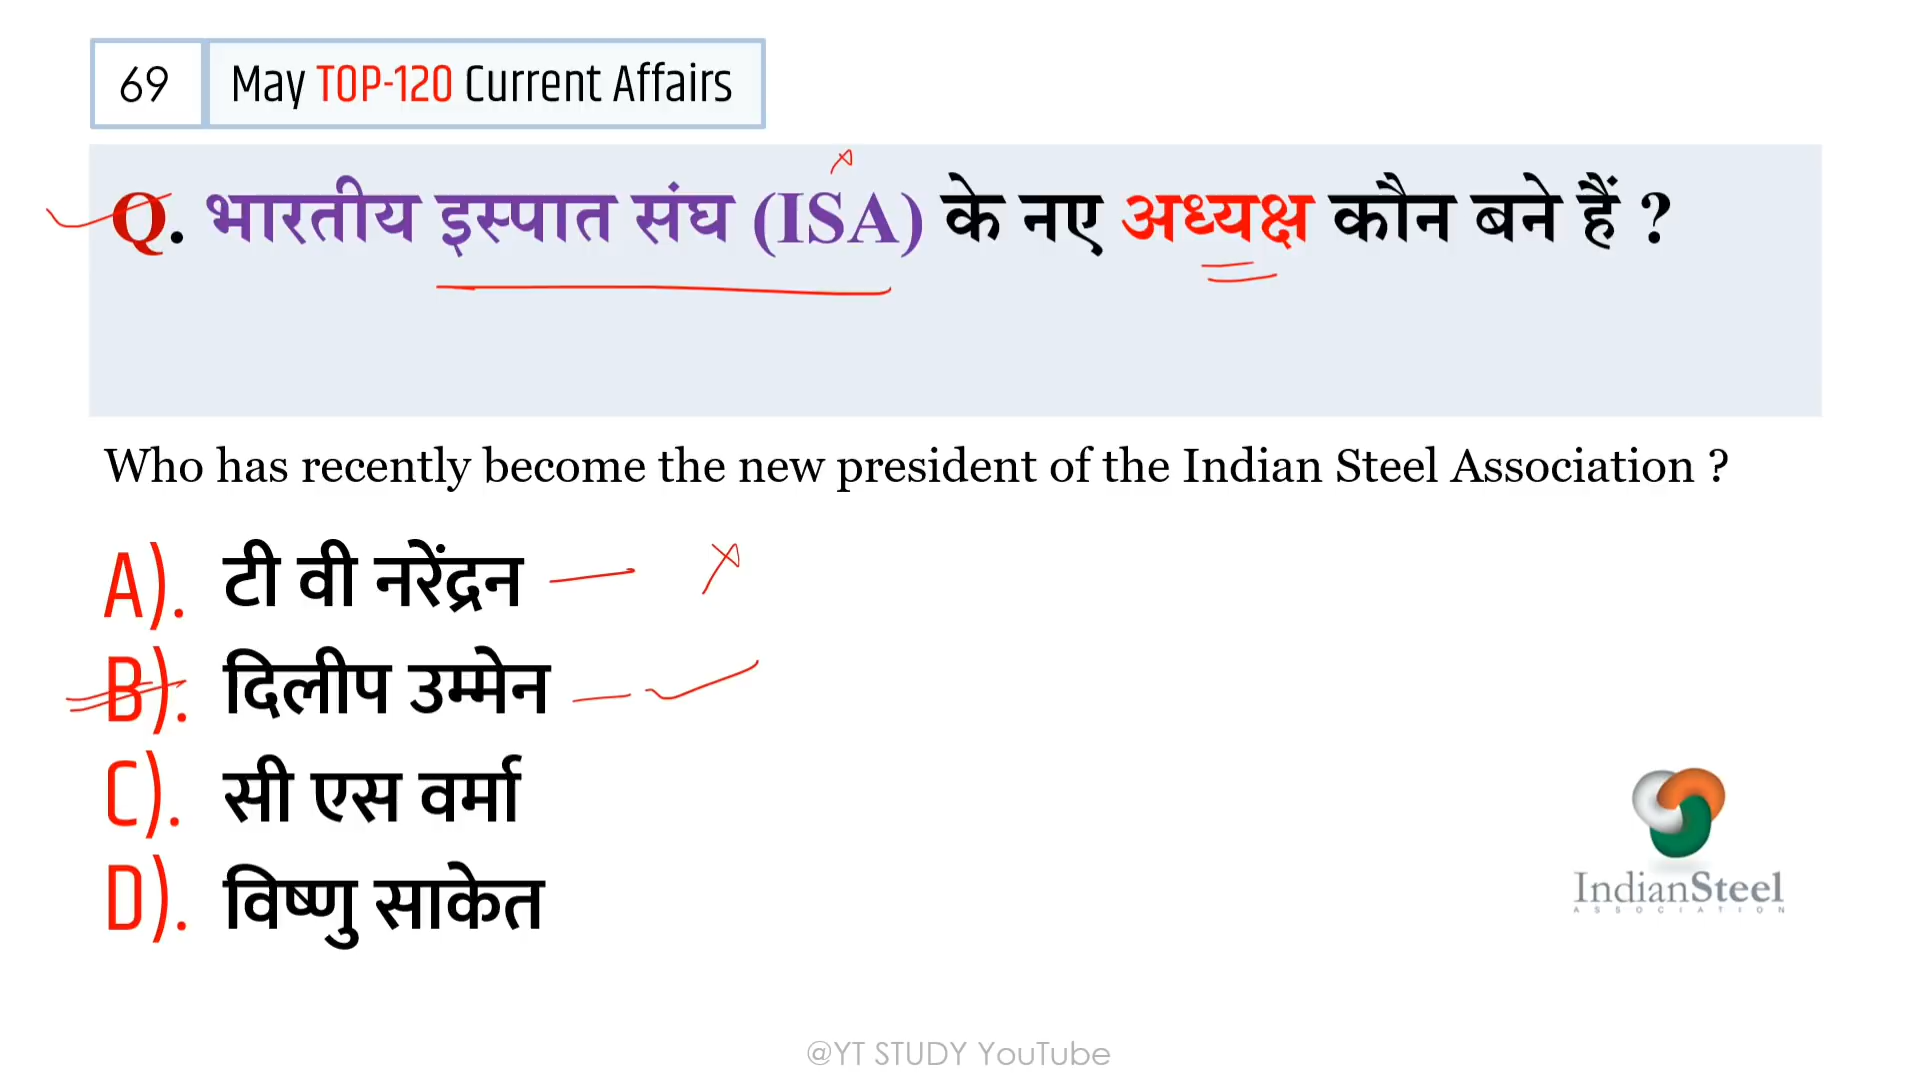 69 May TOP-120 Current Affairs
Q. भारतीय इस्पात संघ (ISA) के नए अध्यक्ष कौन बने हैं ?
Who has recently become the new president of the Indian Steel Association ?
A). टी वी नरेंद्रन
B). दिलीप उम्मेन
C). सी एस वर्मा
D). विष्णु साकेत
IndianSteel
ASSOCIATION
@YT STUDY YouTube